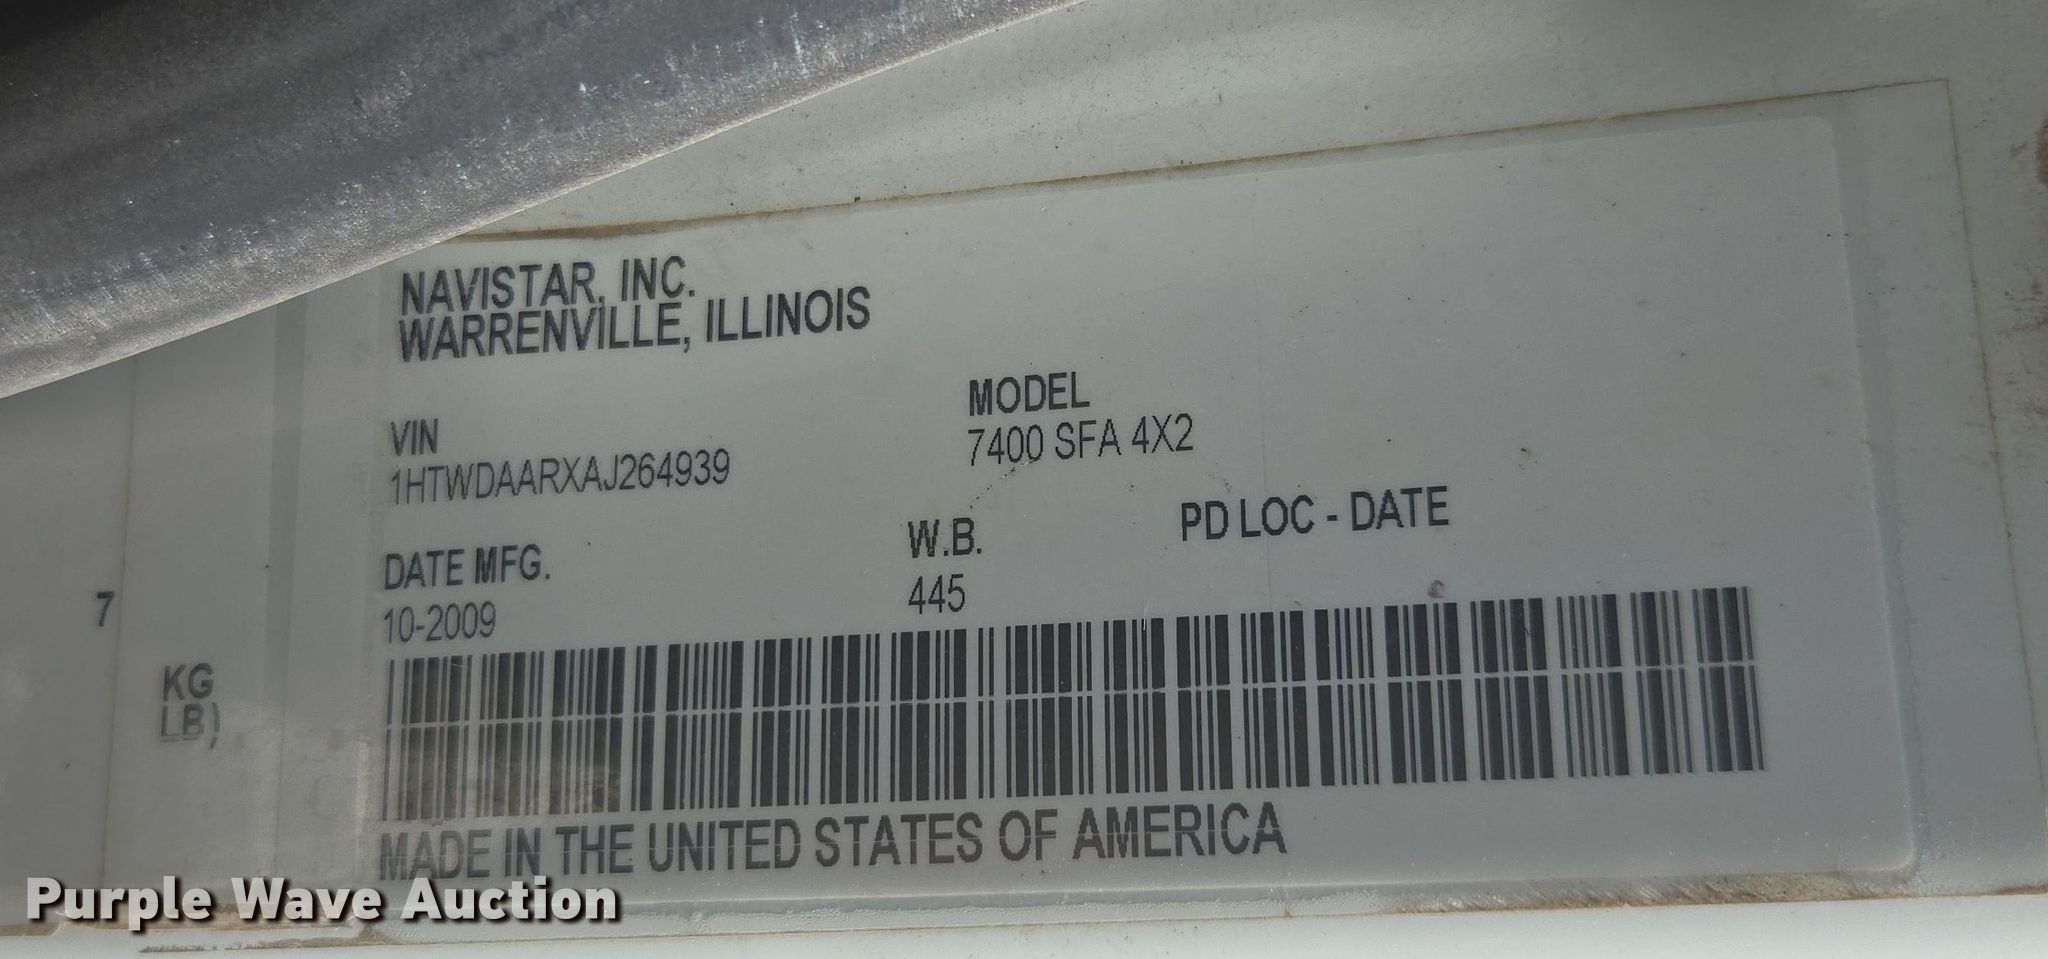 NAVISTAR, INC.
WARRENVILLE, ILLINOIS
VIN
1HTWDAARXAJ264939
MODEL
7400 SFA 4X2
DATE MFG.
10-2009
W.B.
445
PD LOC - DATE
7
KG
LB)
MADE IN THE UNITED STATES OF AMERICA
Purple Wave Auction